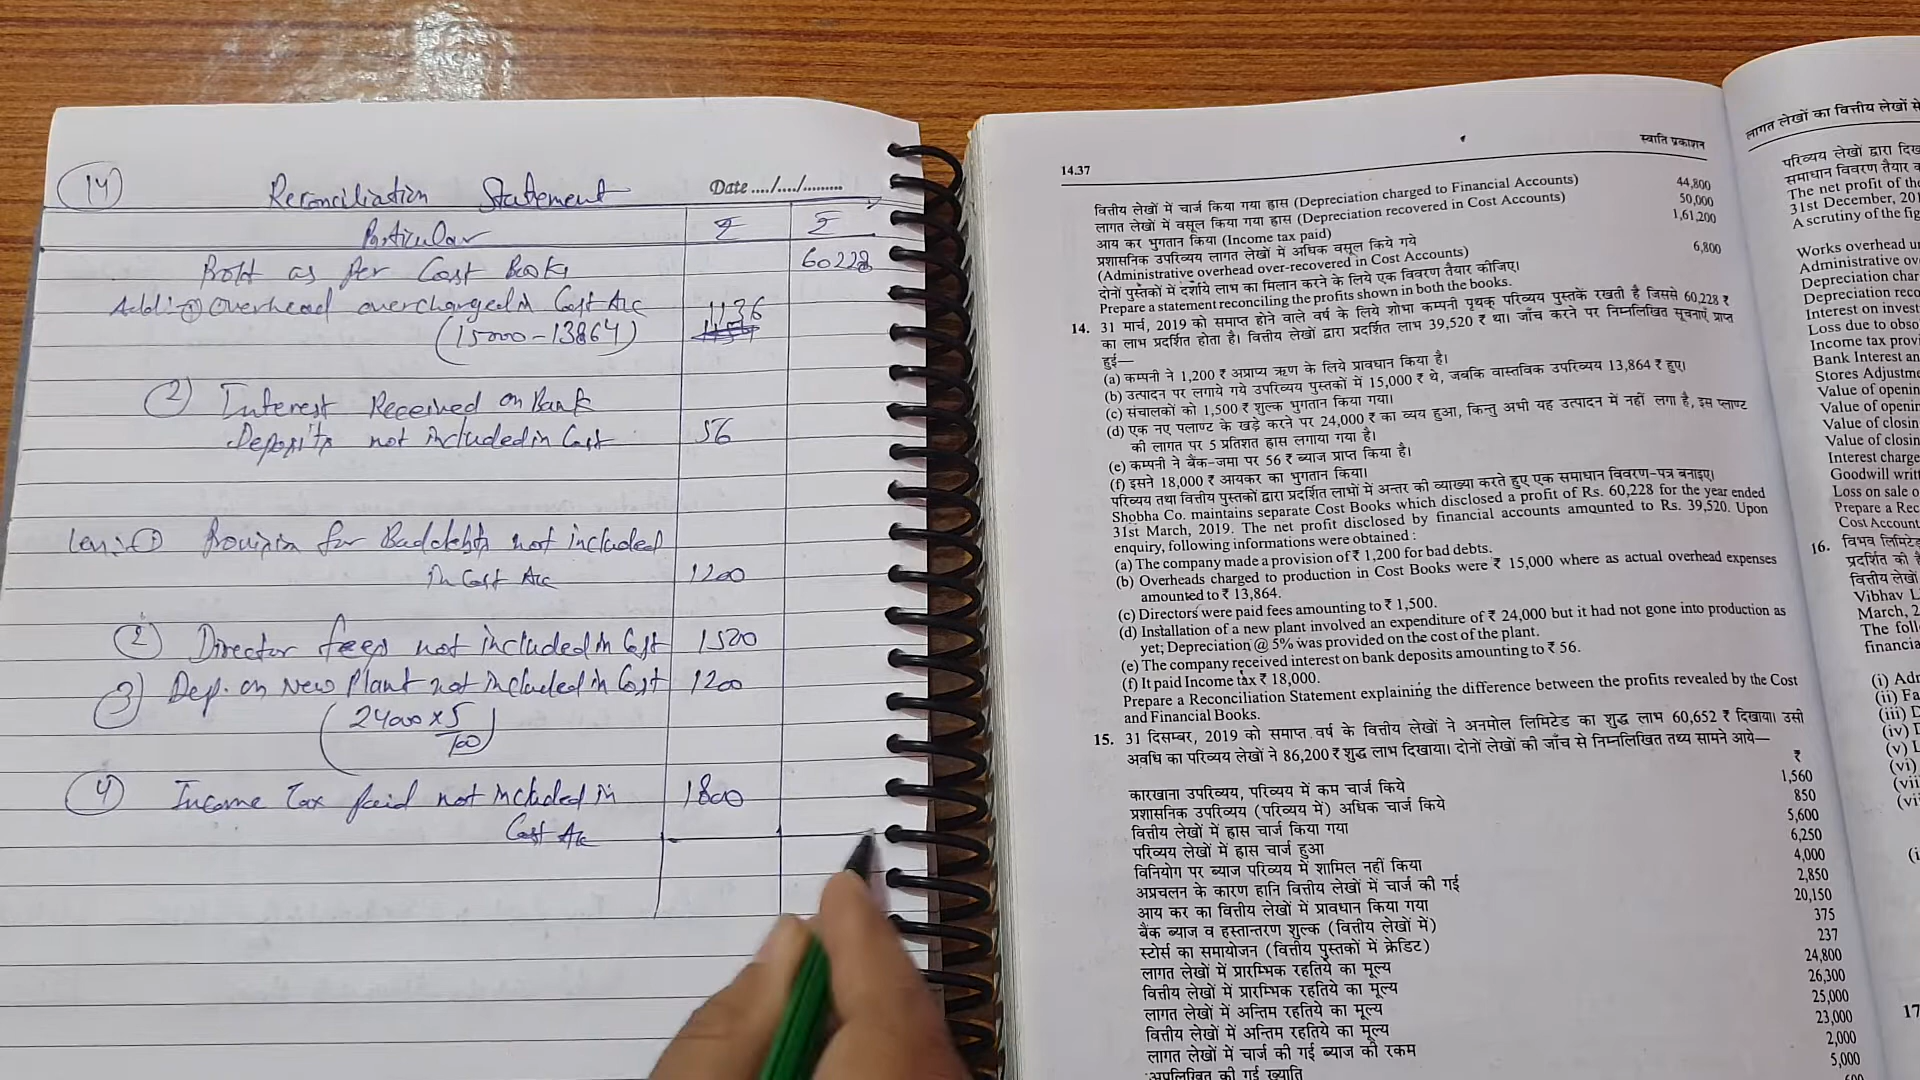 14
Reconciliation Statement
Date ..../..../.........
Particular ₹ ₹
Profit as Per Cost Books 60228
Add:- ① Overhead overcharged in Cost A/c 1136
(15000 - 13864)
② Interest Received on Bank
Deposits not included in Cost 56
Less:- ① Provision for Baddebts not included
in Cost A/c 1200
② Director fees not included in Cost 1500
③ Dep. on New Plant not included in Cost 1200
(24000 × 5
100)
④ Income Tax paid not included in 1800
Cost A/c
14.37
स्वाति प्रकाशन
वित्तीय लेखों में चार्ज किया गया ह्रास (Depreciation charged to Financial Accounts) 44,800
लागत लेखों में वसूल किया गया ह्रास (Depreciation recovered in Cost Accounts) 50,000
आय कर भुगतान किया (Income tax paid) 1,61,200
प्रशासनिक उपरिव्यय लागत लेखों में अधिक वसूल किये गये
(Administrative overhead over-recovered in Cost Accounts) 6,800
दोनों पुस्तकों में दर्शाये लाभ का मिलान करने के लिये एक विवरण तैयार कीजिए।
Prepare a statement reconciling the profits shown in both the books.
14. 31 मार्च, 2019 को समाप्त होने वाले वर्ष के लिये शोभा कम्पनी पृथक् परिव्यय पुस्तकें रखती है जिससे 60,228 ₹
का लाभ प्रदर्शित होता है। वित्तीय लेखों द्वारा प्रदर्शित लाभ 39,520 ₹ था। जाँच करने पर निम्नलिखित सूचनाएँ प्राप्त
हुई—
(a) कम्पनी ने 1,200 ₹ अप्राप्य ऋण के लिये प्रावधान किया है।
(b) उत्पादन पर लगाये गये उपरिव्यय पुस्तकों में 15,000 ₹ थे, जबकि वास्तविक उपरिव्यय 13,864 ₹ हुए।
(c) संचालकों को 1,500 ₹ शुल्क भुगतान किया गया।
(d) एक नए पलाण्ट के खड़े करने पर 24,000 ₹ का व्यय हुआ, किन्तु अभी यह उत्पादन में नहीं लगा है, इस प्लाण्ट
की लागत पर 5 प्रतिशत ह्रास लगाया गया है।
(e) कम्पनी ने बैंक-जमा पर 56 ₹ ब्याज प्राप्त किया है।
(f) इसने 18,000 ₹ आयकर का भुगतान किया।
परिव्यय तथा वित्तीय पुस्तकों द्वारा प्रदर्शित लाभों में अन्तर की व्याख्या करते हुए एक समाधान विवरण-पत्र बनाइए।
Shobha Co. maintains separate Cost Books which disclosed a profit of Rs. 60,228 for the year ended
31st March, 2019. The net profit disclosed by financial accounts amounted to Rs. 39,520. Upon
enquiry, following informations were obtained :
(a) The company made a provision of ₹ 1,200 for bad debts.
(b) Overheads charged to production in Cost Books were ₹ 15,000 where as actual overhead expenses
amounted to ₹ 13,864.
(c) Directors were paid fees amounting to ₹ 1,500.
(d) Installation of a new plant involved an expenditure of ₹ 24,000 but it had not gone into production as
yet; Depreciation @ 5% was provided on the cost of the plant.
(e) The company received interest on bank deposits amounting to ₹ 56.
(f) It paid Income tax ₹ 18,000.
Prepare a Reconciliation Statement explaining the difference between the profits revealed by the Cost
and Financial Books.
15. 31 दिसम्बर, 2019 को समाप्त वर्ष के वित्तीय लेखों ने अनमोल लिमिटेड का शुद्ध लाभ 60,652 ₹ दिखाया। उसी
अवधि का परिव्यय लेखों ने 86,200 ₹ शुद्ध लाभ दिखाया। दोनों लेखों की जाँच से निम्नलिखित तथ्य सामने आये—
₹
कारखाना उपरिव्यय, परिव्यय में कम चार्ज किये 1,560
प्रशासनिक उपरिव्यय (परिव्यय में) अधिक चार्ज किये 850
वित्तीय लेखों में ह्रास चार्ज किया गया 5,600
परिव्यय लेखों में ह्रास चार्ज हुआ 6,250
विनियोग पर ब्याज परिव्यय में शामिल नहीं किया 4,000
अप्रचलन के कारण हानि वित्तीय लेखों में चार्ज की गई 2,850
आय कर का वित्तीय लेखों में प्रावधान किया गया 20,150
बैंक ब्याज व हस्तान्तरण शुल्क (वित्तीय लेखों में) 375
स्टोर्स का समायोजन (वित्तीय पुस्तकों में क्रेडिट) 237
लागत लेखों में प्रारम्भिक रहतिये का मूल्य 24,800
वित्तीय लेखों में प्रारम्भिक रहतिये का मूल्य 26,300
लागत लेखों में अन्तिम रहतिये का मूल्य 25,000
वित्तीय लेखों में अन्तिम रहतिये का मूल्य 23,000
लागत लेखों में चार्ज की गई ब्याज की रकम 2,000
अपलिखित की गई ख्याति 5,000
लागत लेखों का वित्तीय लेखों से
परिव्यय लेखों द्वारा
समाधान विवरण तैयार
The net profit of the
31st December, 201
A scrutiny of the fig
Works overhead
Administrative
Depreciation
Depreciation
Interest on
Loss due to
Income tax
Bank Interest
Stores
Value of
Value of
Value of
Value of
Interest
Goodwill
Loss on sale
Prepare a
Cost
16. विभव
प्रदर्शित की
वित्तीय
Vibhav
March,
The
(i)
(ii)
(iii)
(iv)
(v)
(vi)
17